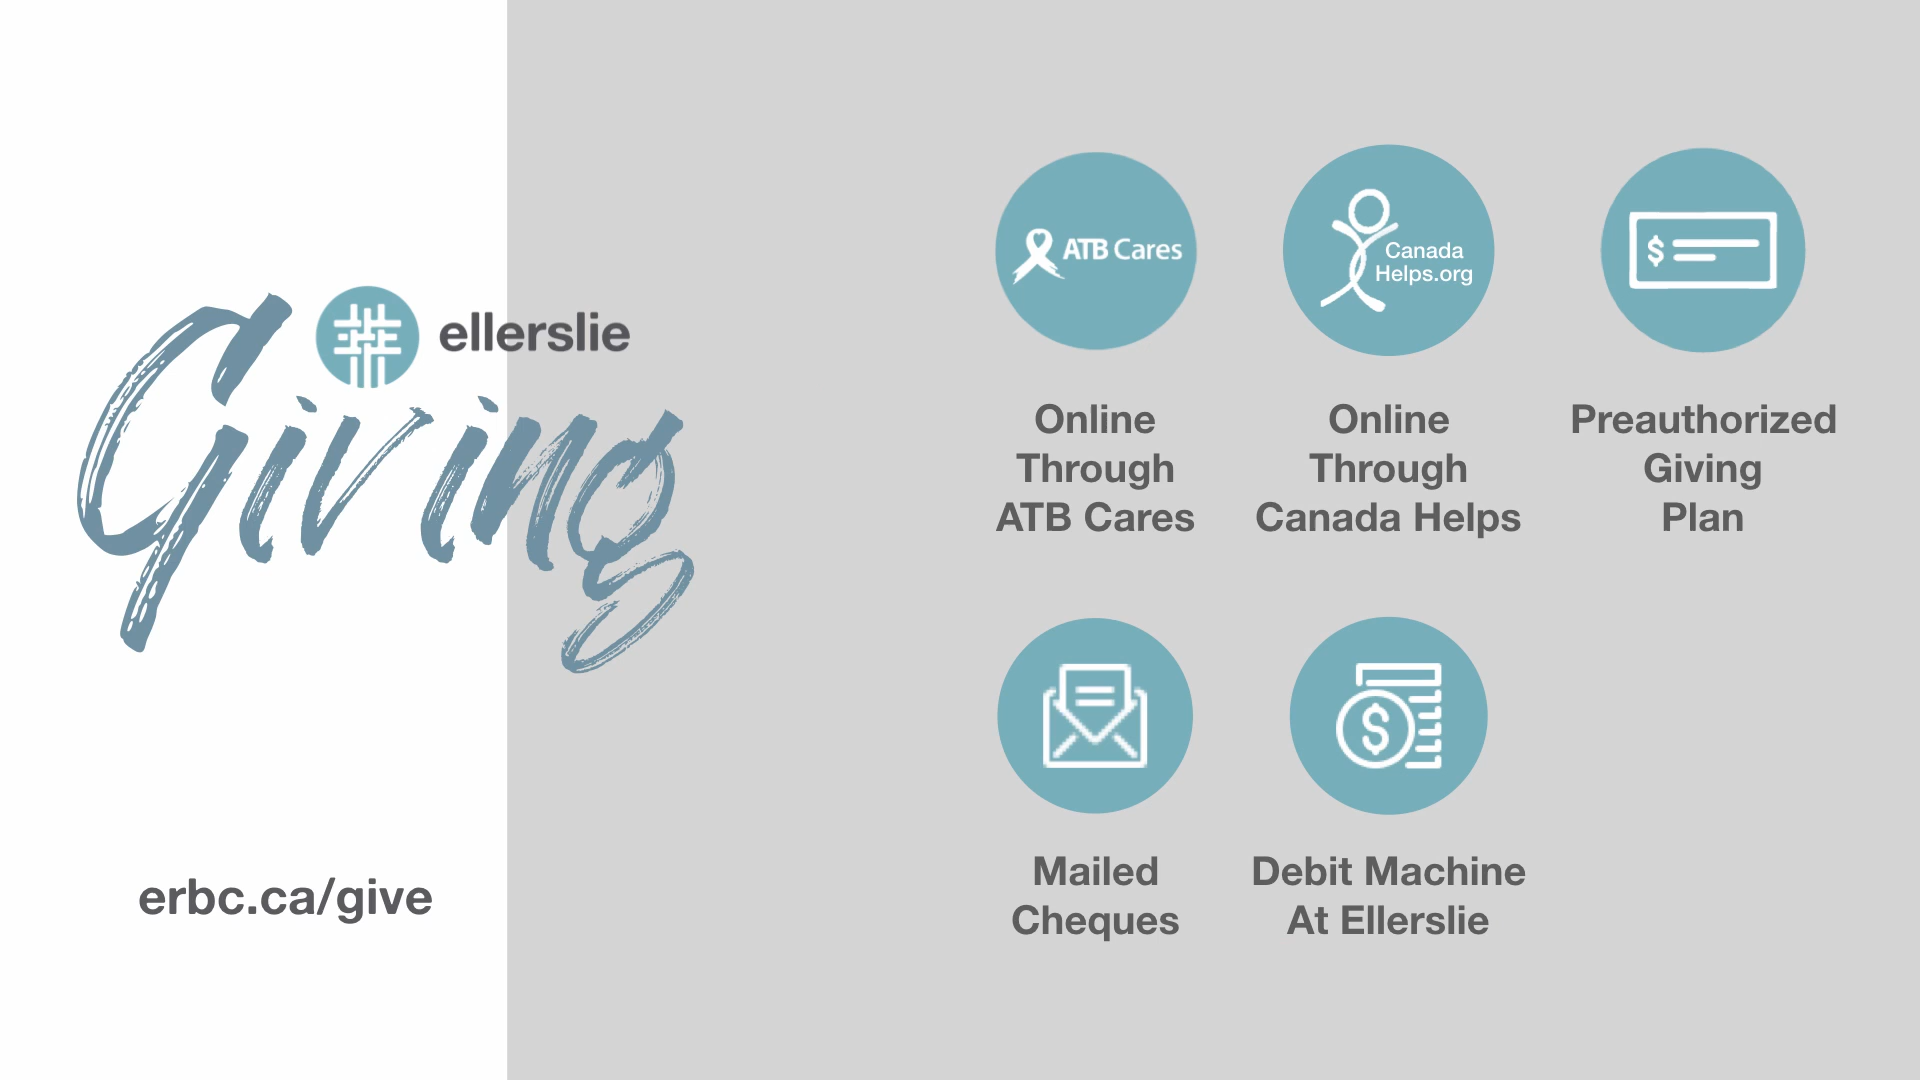 ellerslie
Giving
erbc.ca/give
ATB Cares
Online
Through
ATB Cares
Canada
Helps.org
Online
Through
Canada Helps
$
Preauthorized
Giving
Plan
Mailed
Cheques
$
Debit Machine
At Ellerslie